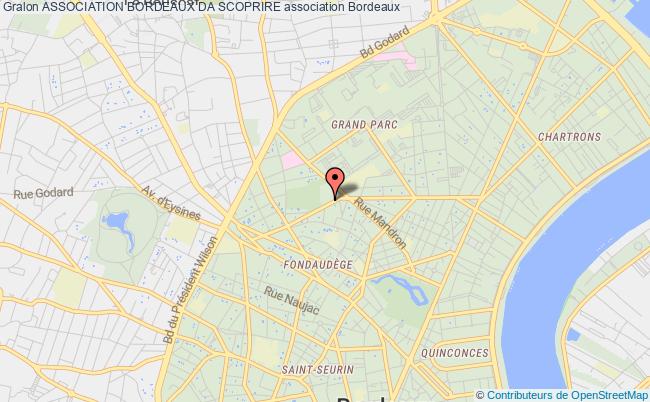 Gralon ASSOCIATION BORDEAUX DA SCOPRIRE association Bordeaux
Bd Godard
GRAND PARC
CHARTRONS
Rue Godard
Av. d'Eysines
Rue Mandron
Bd du Président Wilson
FONDAUDÈGE
Rue Naujac
QUINCONCES
SAINT-SEURIN
© Contributeurs de OpenStreetMap